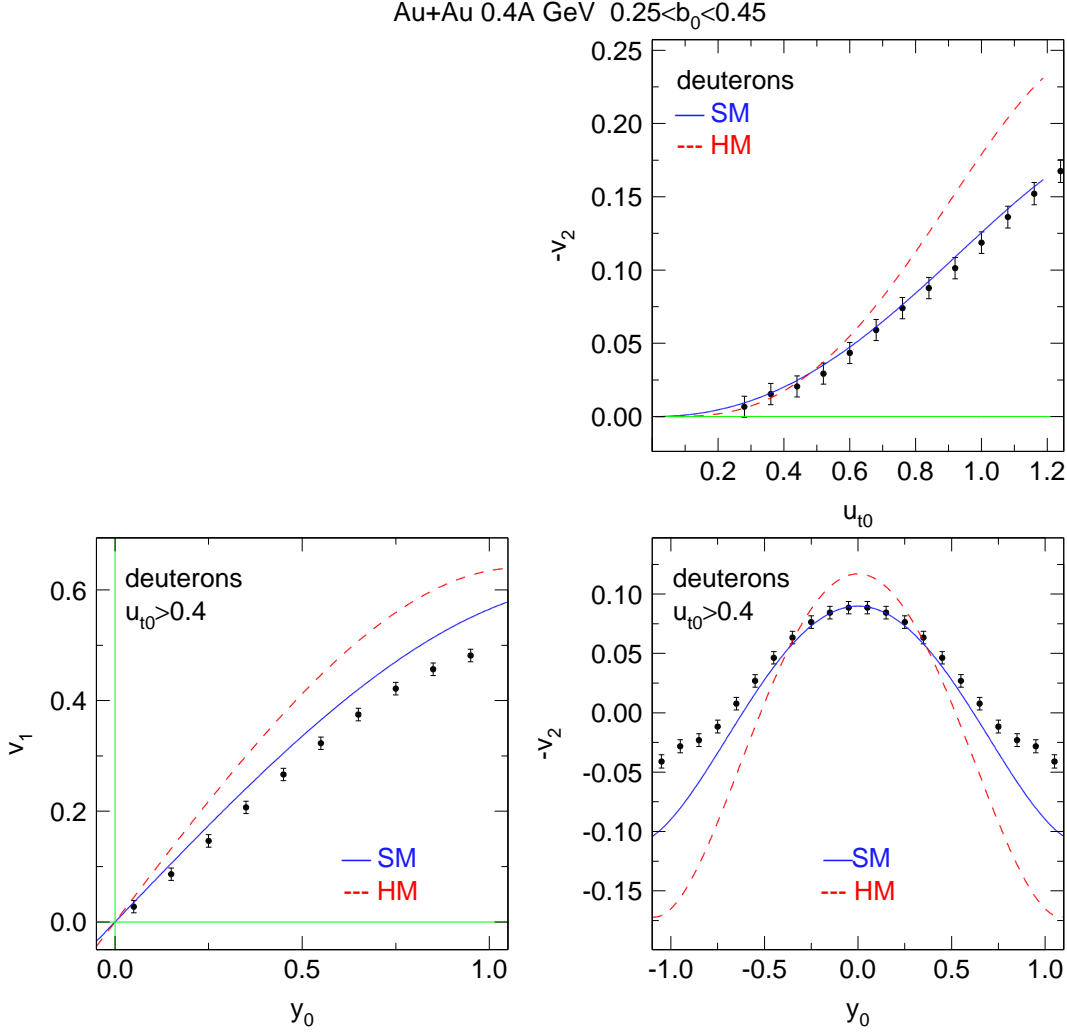 Au+Au 0.4A GeV 0.25<b₀<0.45
0.25
0.20
0.15
0.10
0.05
0.00
-v₂
deuterons
SM
HM
0.2 0.4 0.6 0.8 1.0 1.2
uₜ₀
0.6
0.4
0.2
0.0
v₁
deuterons
uₜ₀>0.4
SM
HM
0.0 0.5 1.0
y₀
0.10
0.05
0.00
-0.05
-0.10
-0.15
-v₂
deuterons
uₜ₀>0.4
SM
HM
-1.0 -0.5 0.0 0.5 1.0
y₀